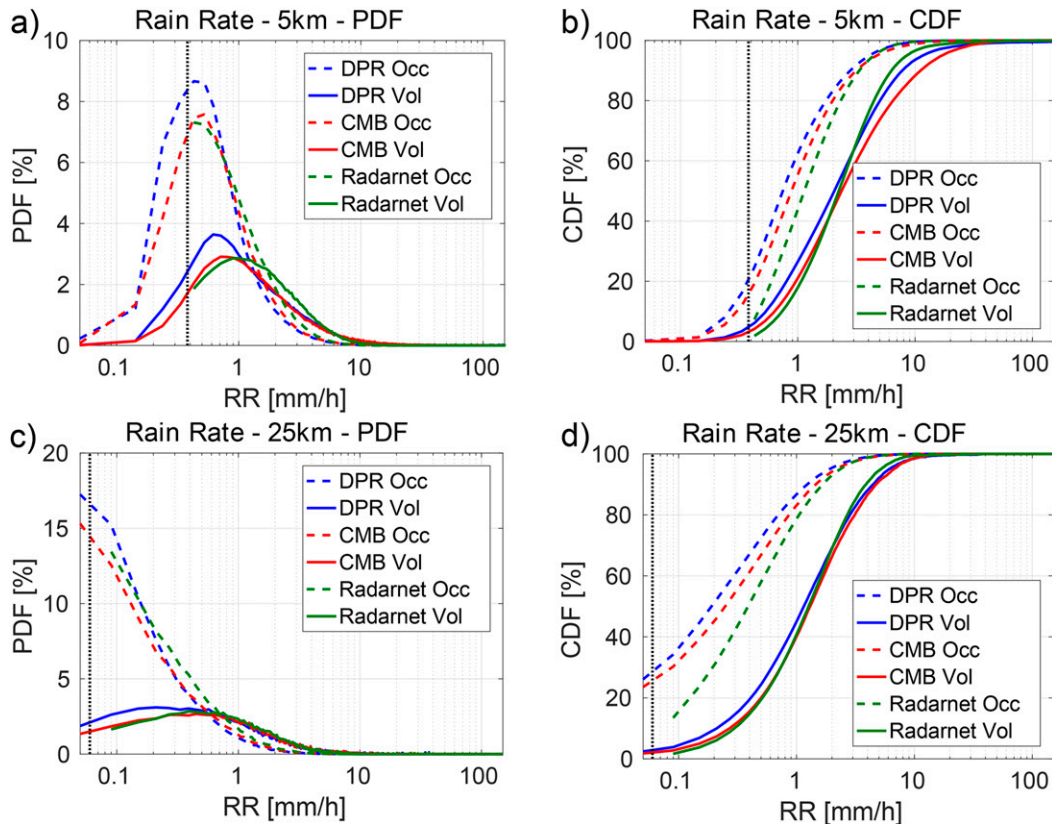 a)
Rain Rate - 5km - PDF
10
8
6
4
2
0
PDF [%]
DPR Occ
DPR Vol
CMB Occ
CMB Vol
Radarnet Occ
Radarnet Vol
0.1 1 10 100
RR [mm/h]
b)
Rain Rate - 5km - CDF
100
80
60
40
20
0
CDF [%]
DPR Occ
DPR Vol
CMB Occ
CMB Vol
Radarnet Occ
Radarnet Vol
0.1 1 10 100
RR [mm/h]
c)
Rain Rate - 25km - PDF
20
15
10
5
0
PDF [%]
DPR Occ
DPR Vol
CMB Occ
CMB Vol
Radarnet Occ
Radarnet Vol
0.1 1 10 100
RR [mm/h]
d)
Rain Rate - 25km - CDF
100
80
60
40
20
0
CDF [%]
DPR Occ
DPR Vol
CMB Occ
CMB Vol
Radarnet Occ
Radarnet Vol
0.1 1 10 100
RR [mm/h]